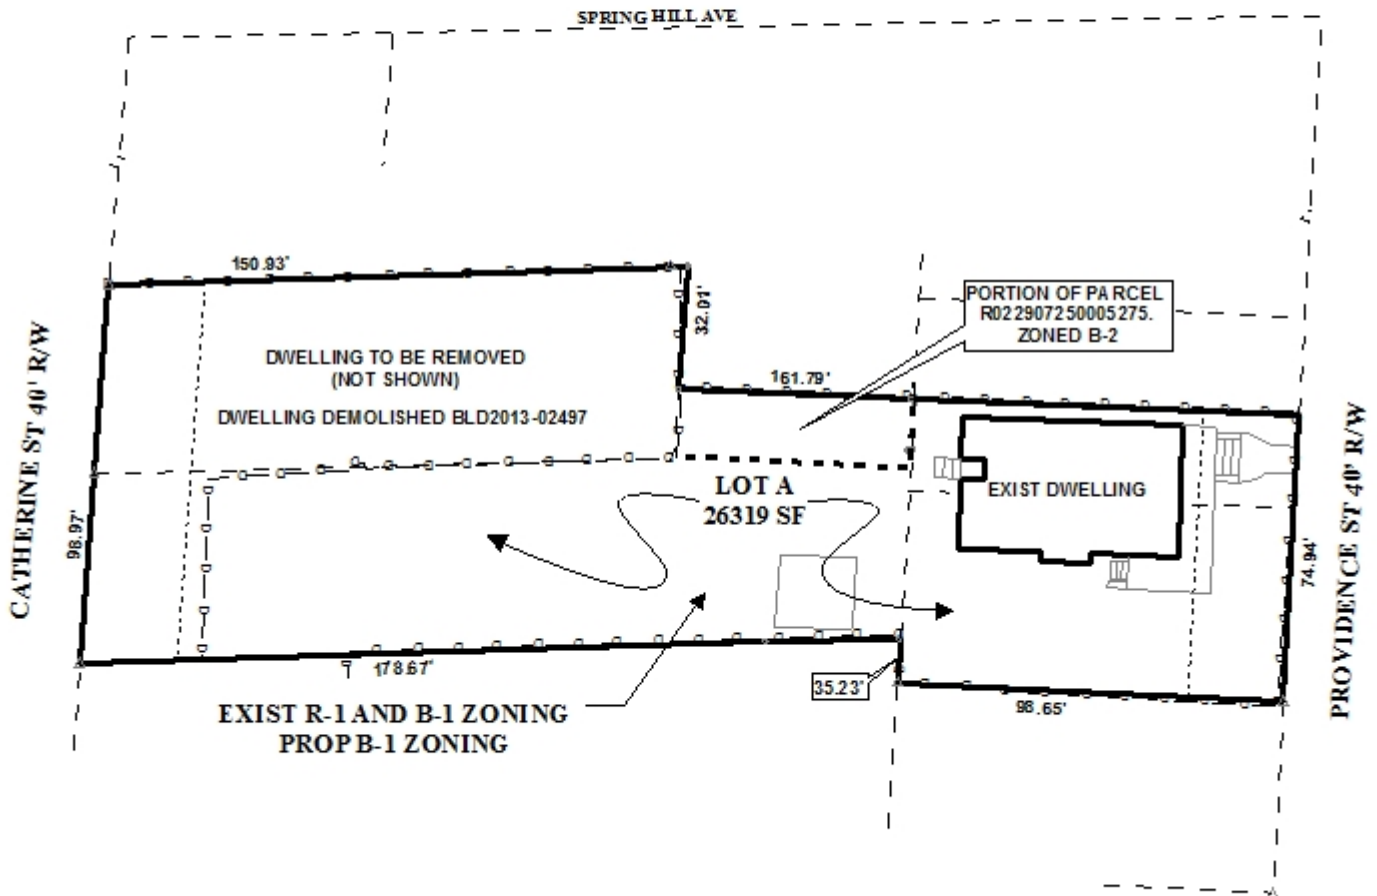 SPRING HILL AVE
150.93'
32.01'
PORTION OF PARCEL
R022907250005275.
ZONED B-2
DWELLING TO BE REMOVED
(NOT SHOWN)
DWELLING DEMOLISHED BLD2013-02497
161.79'
CATHERINE ST 40' R/W
98.97'
LOT A
26319 SF
EXIST DWELLING
74.94'
PROVIDENCE ST 40' R/W
178.67'
35.23'
98.65'
EXIST R-1 AND B-1 ZONING
PROP B-1 ZONING